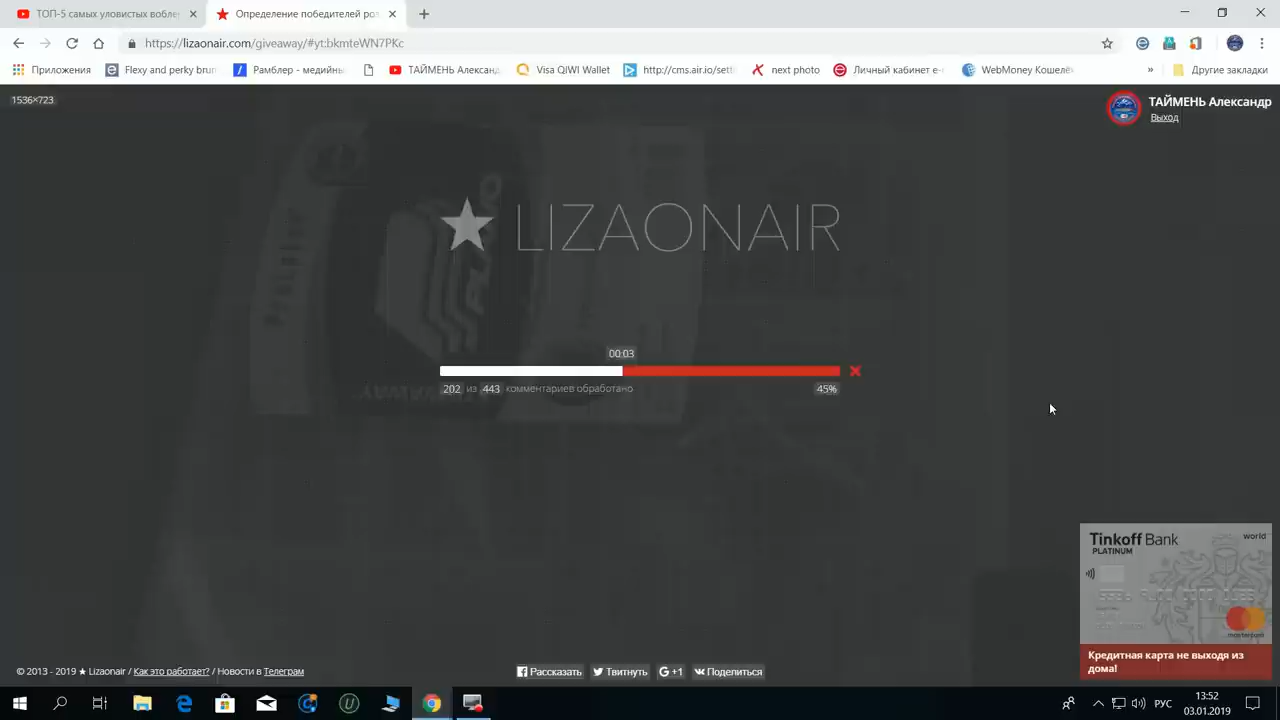 ТОП-5 самых уловистых вобле
Определение победителей роз
https://lizaonair.com/giveaway/#yt:bkmteWN7PKc
Приложения
Flexy and perky brun
Рамблер - медийны
ТАЙМЕНЬ Александ
Visa QIWI Wallet
http://cms.air.io/sett
next photo
Личный кабинет e-
WebMoney Кошелё
»
Другие закладки
1536×723
ТАЙМЕНЬ Александр
Выход
LIZAONAIR
00:03
202 из 443 комментариев обработано
45%
Tinkoff Bank
PLATINUM
world
mastercard
Кредитная карта не выходя из
дома!
© 2013 - 2019 ★ Lizaonair / Как это работает? / Новости в Телеграм
Рассказать
Твитнуть
G +1
Поделиться
РУС
13:52
03.01.2019